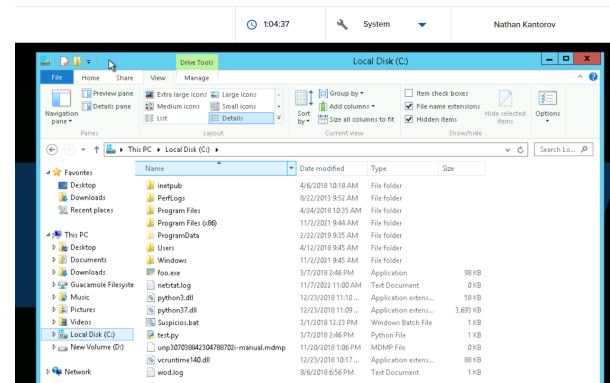 1:04:37 System Nathan Kantorov
Drive Tools Local Disk (C:)
File Home Share View Manage
Preview pane Extra large icons Large icons Group by Item check boxes
Details pane Medium icons Small icons Add columns File name extensions
Navigation pane List Details Sort by Size all columns to fit Hidden items Hide selected items Options
Panes Layout Current view Show/hide
This PC Local Disk (C:) Search Lo...
Favorites Name Date modified Type Size
Desktop inetpub 4/6/2018 10:18 AM File folder
Downloads PerfLogs 8/22/2013 9:52 AM File folder
Recent places Program Files 4/24/2018 10:35 AM File folder
Program Files (x86) 11/2/2021 9:44 AM File folder
This PC ProgramData 2/22/2019 9:35 AM File folder
Desktop Users 4/12/2018 9:45 AM File folder
Documents Windows 11/2/2021 9:45 AM File folder
Downloads foo.exe 3/7/2018 2:46 PM Application 98 KB
Guacamole Filesyste netstat.log 11/7/2022 11:00 AM Text Document 0 KB
Music python3.dll 12/23/2018 11:10 ... Application extens... 58 KB
Pictures python37.dll 12/23/2018 11:09 ... Application extens... 3,693 KB
Videos Suspicios.bat 3/1/2018 12:23 PM Windows Batch File 1 KB
Local Disk (C:) test.py 3/7/2018 2:46 PM Python File 1 KB
New Volume (D:) unp307038842304788702i-manual.mdmp 11/20/2018 1:06 PM MDMP File 0 KB
vcruntime140.dll 12/23/2018 10:17 ... Application extens... 88 KB
Network wod.log 9/6/2018 6:56 PM Text Document 1 KB